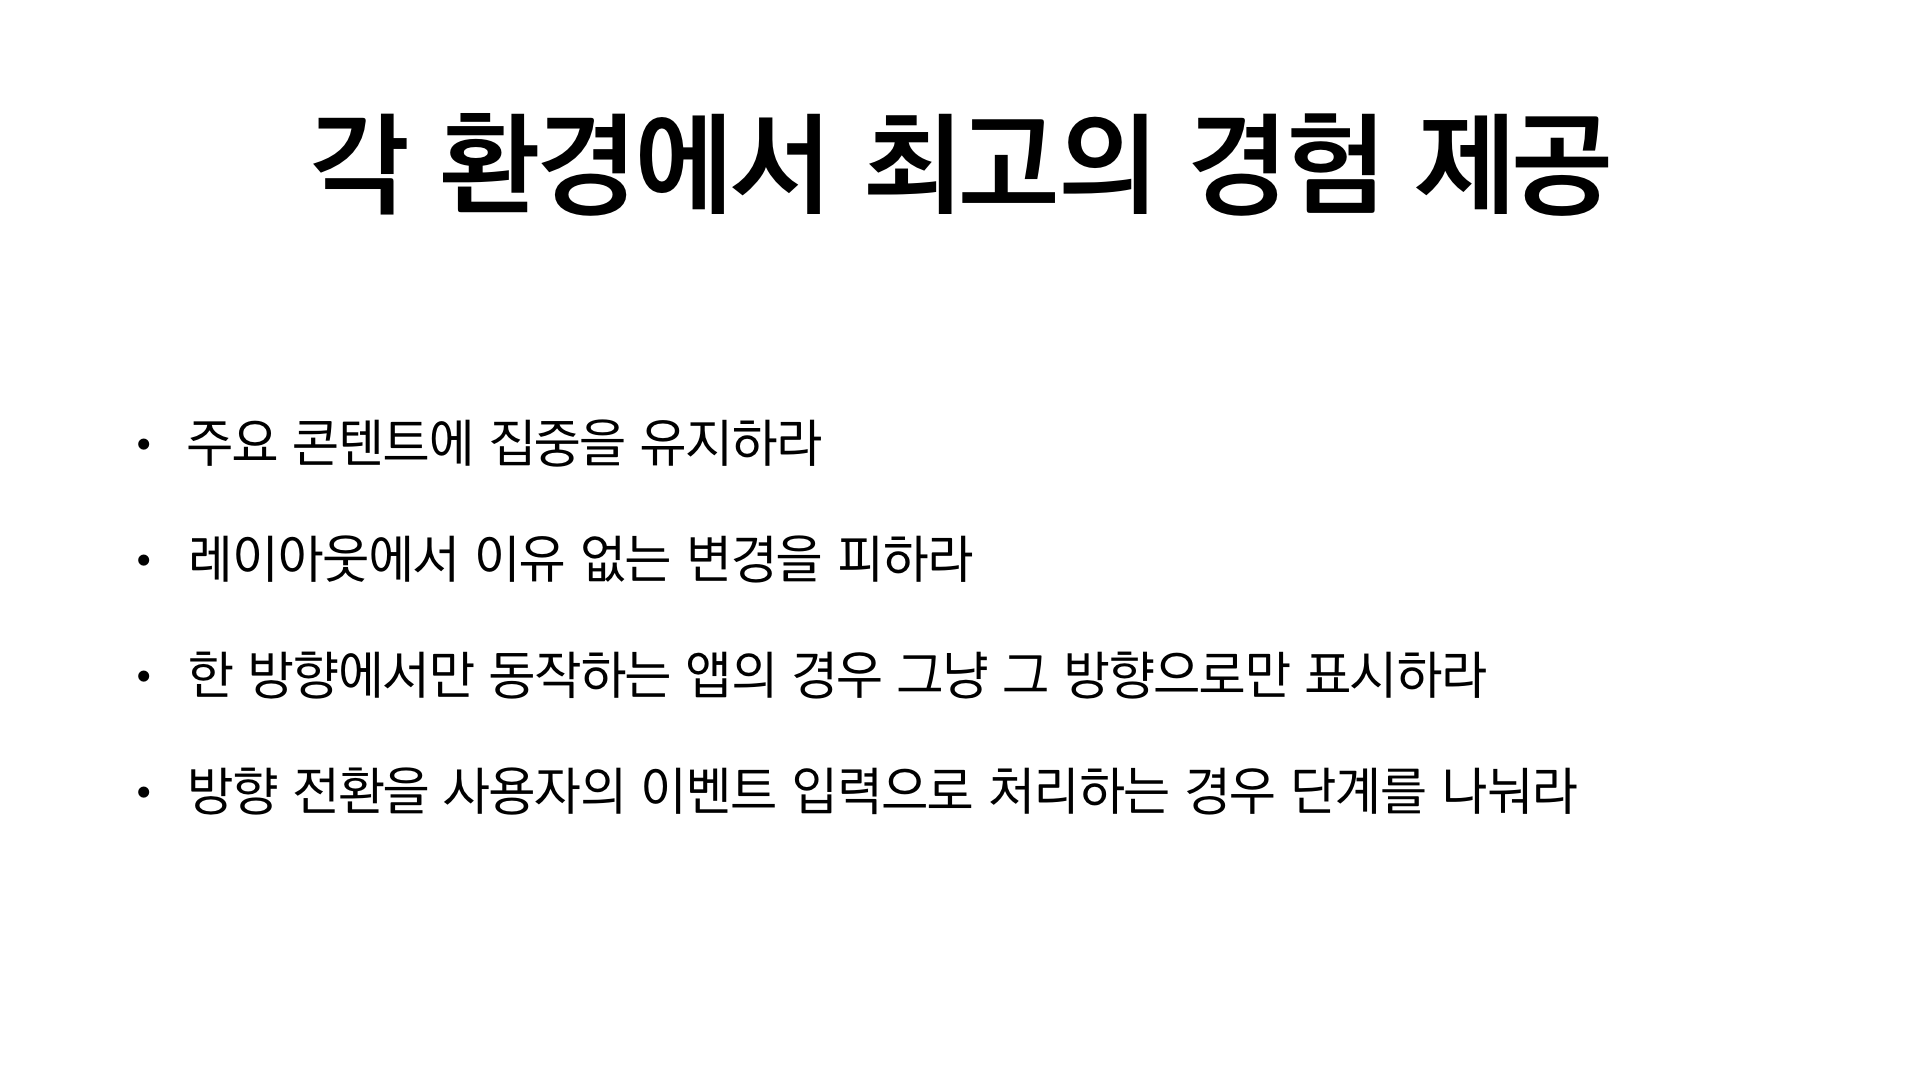 각 환경에서 최고의 경험 제공
• 주요 콘텐트에 집중을 유지하라
• 레이아웃에서 이유 없는 변경을 피하라
• 한 방향에서만 동작하는 앱의 경우 그냥 그 방향으로만 표시하라
• 방향 전환을 사용자의 이벤트 입력으로 처리하는 경우 단계를 나눠라